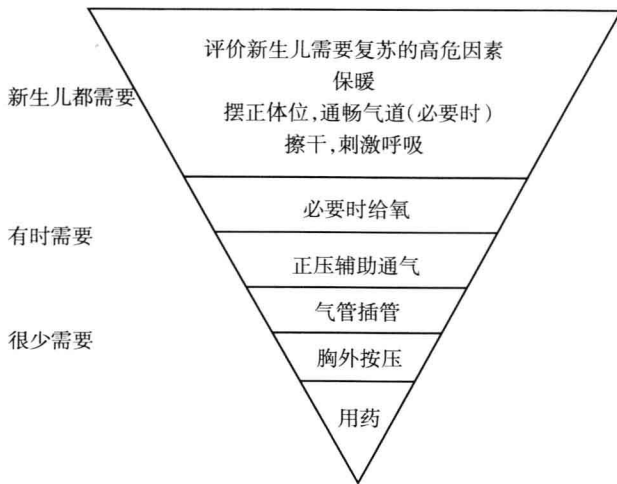 评价新生儿需要复苏的高危因素
保暖
新生儿都需要
摆正体位,通畅气道(必要时)
擦干,刺激呼吸
必要时给氧
有时需要
正压辅助通气
气管插管
很少需要
胸外按压
用药